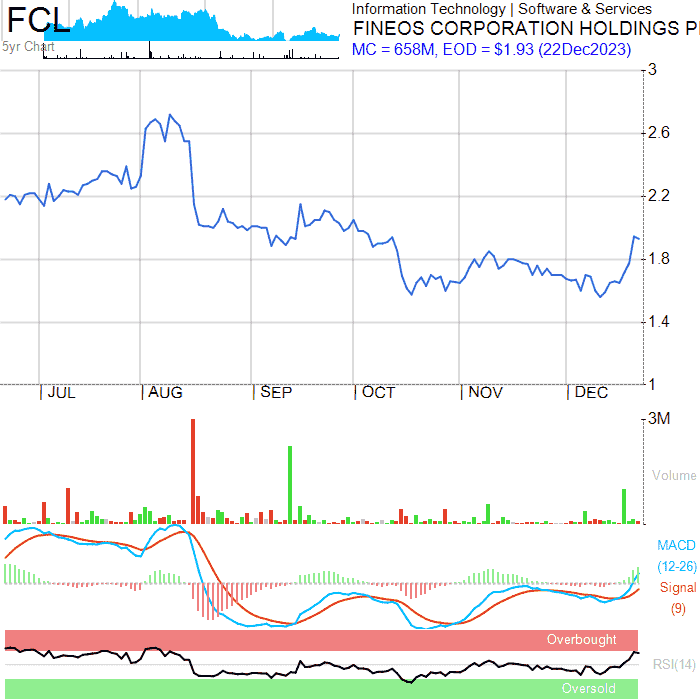 FCL
5yr Chart
Information Technology | Software & Services
FINEOS CORPORATION HOLDINGS
MC = 658M, EOD = $1.93 (22Dec2023)
3
2.6
2.2
1.8
1.4
1
JUL AUG SEP OCT NOV DEC
3M
Volume
MACD
(12-26)
Signal
(9)
Overbought
RSI(14)
Oversold